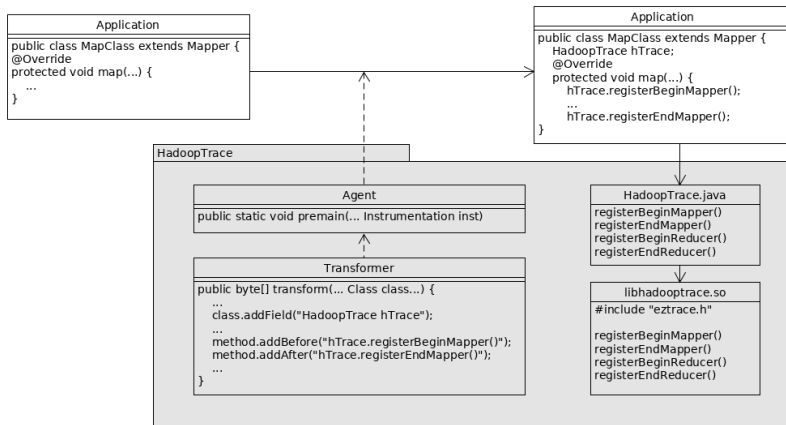 Application
public class MapClass extends Mapper {
@Override
protected void map(...) {
...
}
Application
public class MapClass extends Mapper {
HadoopTrace hTrace;
@Override
protected void map(...) {
hTrace.registerBeginMapper();
...
hTrace.registerEndMapper();
}
HadoopTrace
Agent
public static void premain(... Instrumentation inst)
Transformer
public byte[] transform(... Class class...) {
...
class.addField("HadoopTrace hTrace");
...
method.addBefore("hTrace.registerBeginMapper()");
method.addAfter("hTrace.registerEndMapper()");
...
}
HadoopTrace.java
registerBeginMapper()
registerEndMapper()
registerBeginReducer()
registerEndReducer()
libhadooptrace.so
#include "eztrace.h"
registerBeginMapper()
registerEndMapper()
registerBeginReducer()
registerEndReducer()